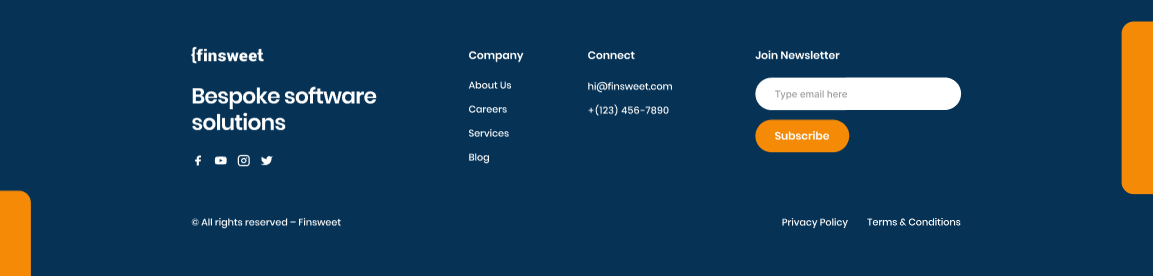 {finsweet
Bespoke software
solutions
Company
About Us
Careers
Services
Blog
Connect
hi@finsweet.com
+(123) 456-7890
Join Newsletter
Type email here
Subscribe
© All rights reserved – Finsweet
Privacy Policy
Terms & Conditions